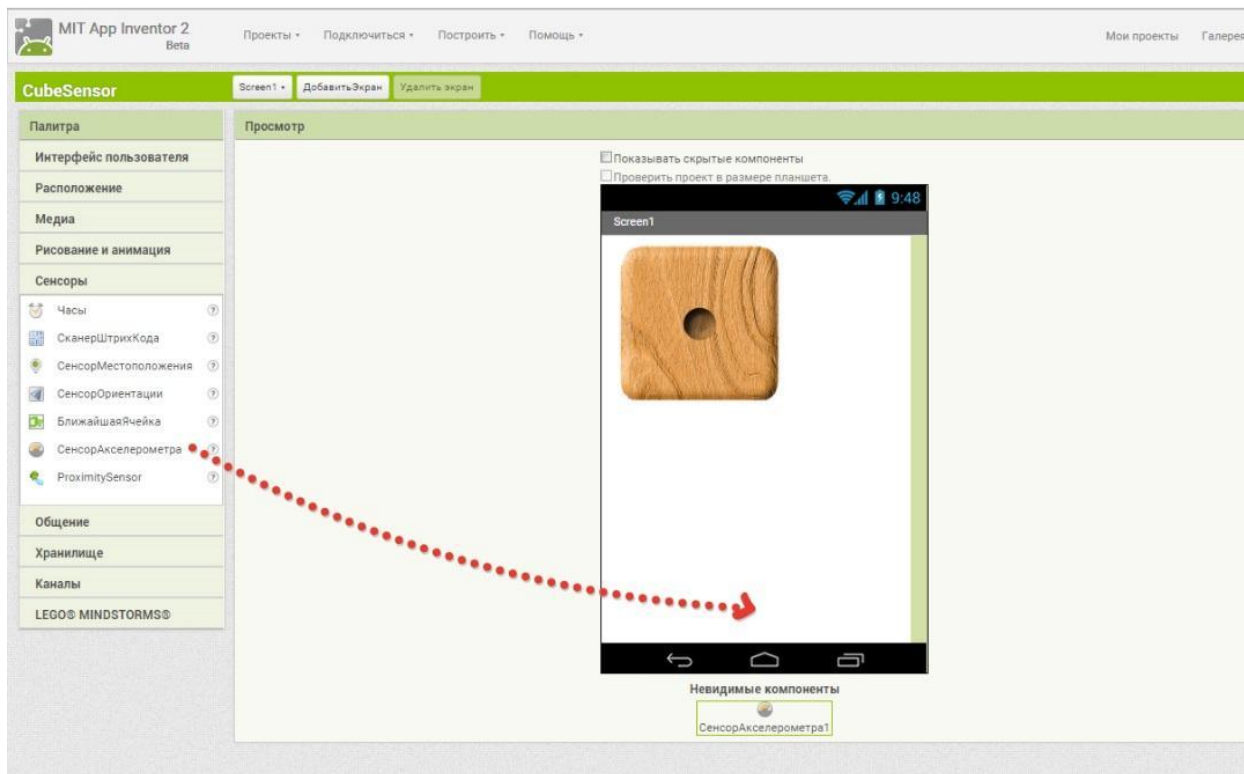 MIT App Inventor 2
Beta
Проекты Подключиться Построить Помощь
Мои проекты Галерея
CubeSensor
Screen1 ДобавитьЭкран Удалить экран
Палитра
Просмотр
Интерфейс пользователя
Расположение
Медиа
Рисование и анимация
Сенсоры
Часы
СканерШтрихКода
СенсорМестоположения
СенсорОриентации
БлижайшаяЯчейка
СенсорАкселерометра
ProximitySensor
Общение
Хранилище
Каналы
LEGO® MINDSTORMS®
Показывать скрытые компоненты
Проверить проект в размере планшета.
9:48
Screen1
Невидимые компоненты
СенсорАкселерометра1